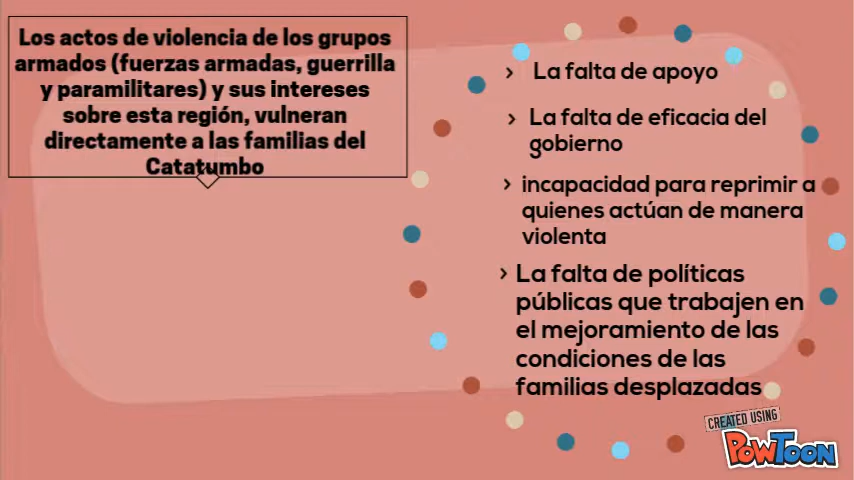 Los actos de violencia de los grupos
armados (fuerzas armadas, guerrilla
y paramilitares) y sus intereses
sobre esta región, vulneran
directamente a las familias del
Catatumbo
› La falta de apoyo
› La falta de eficacia del
gobierno
› incapacidad para reprimir a
quienes actúan de manera
violenta
› La falta de políticas
públicas que trabajen en
el mejoramiento de las
condiciones de las
familias desplazadas
CREATED USING
POWTOON